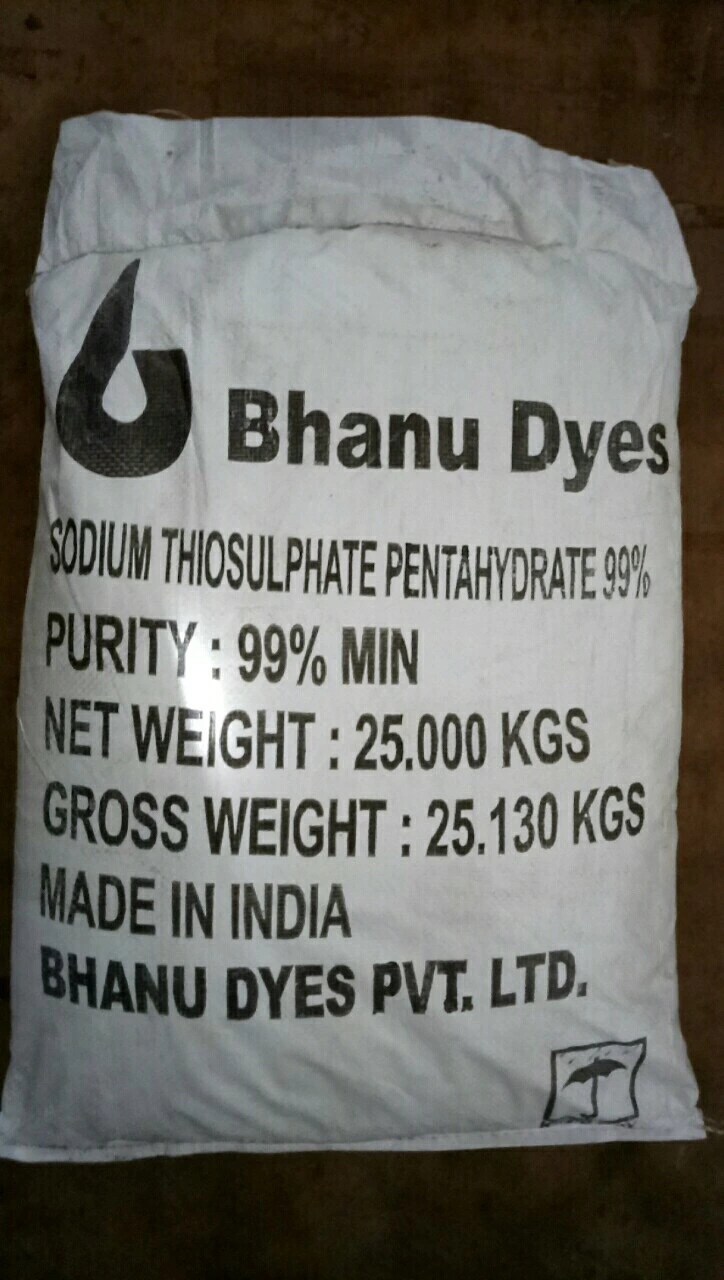 Bhanu Dyes
SODIUM THIOSULPHATE PENTAHYDRATE 99%
PURITY : 99% MIN
NET WEIGHT : 25.000 KGS
GROSS WEIGHT : 25.130 KGS
MADE IN INDIA
BHANU DYES PVT. LTD.